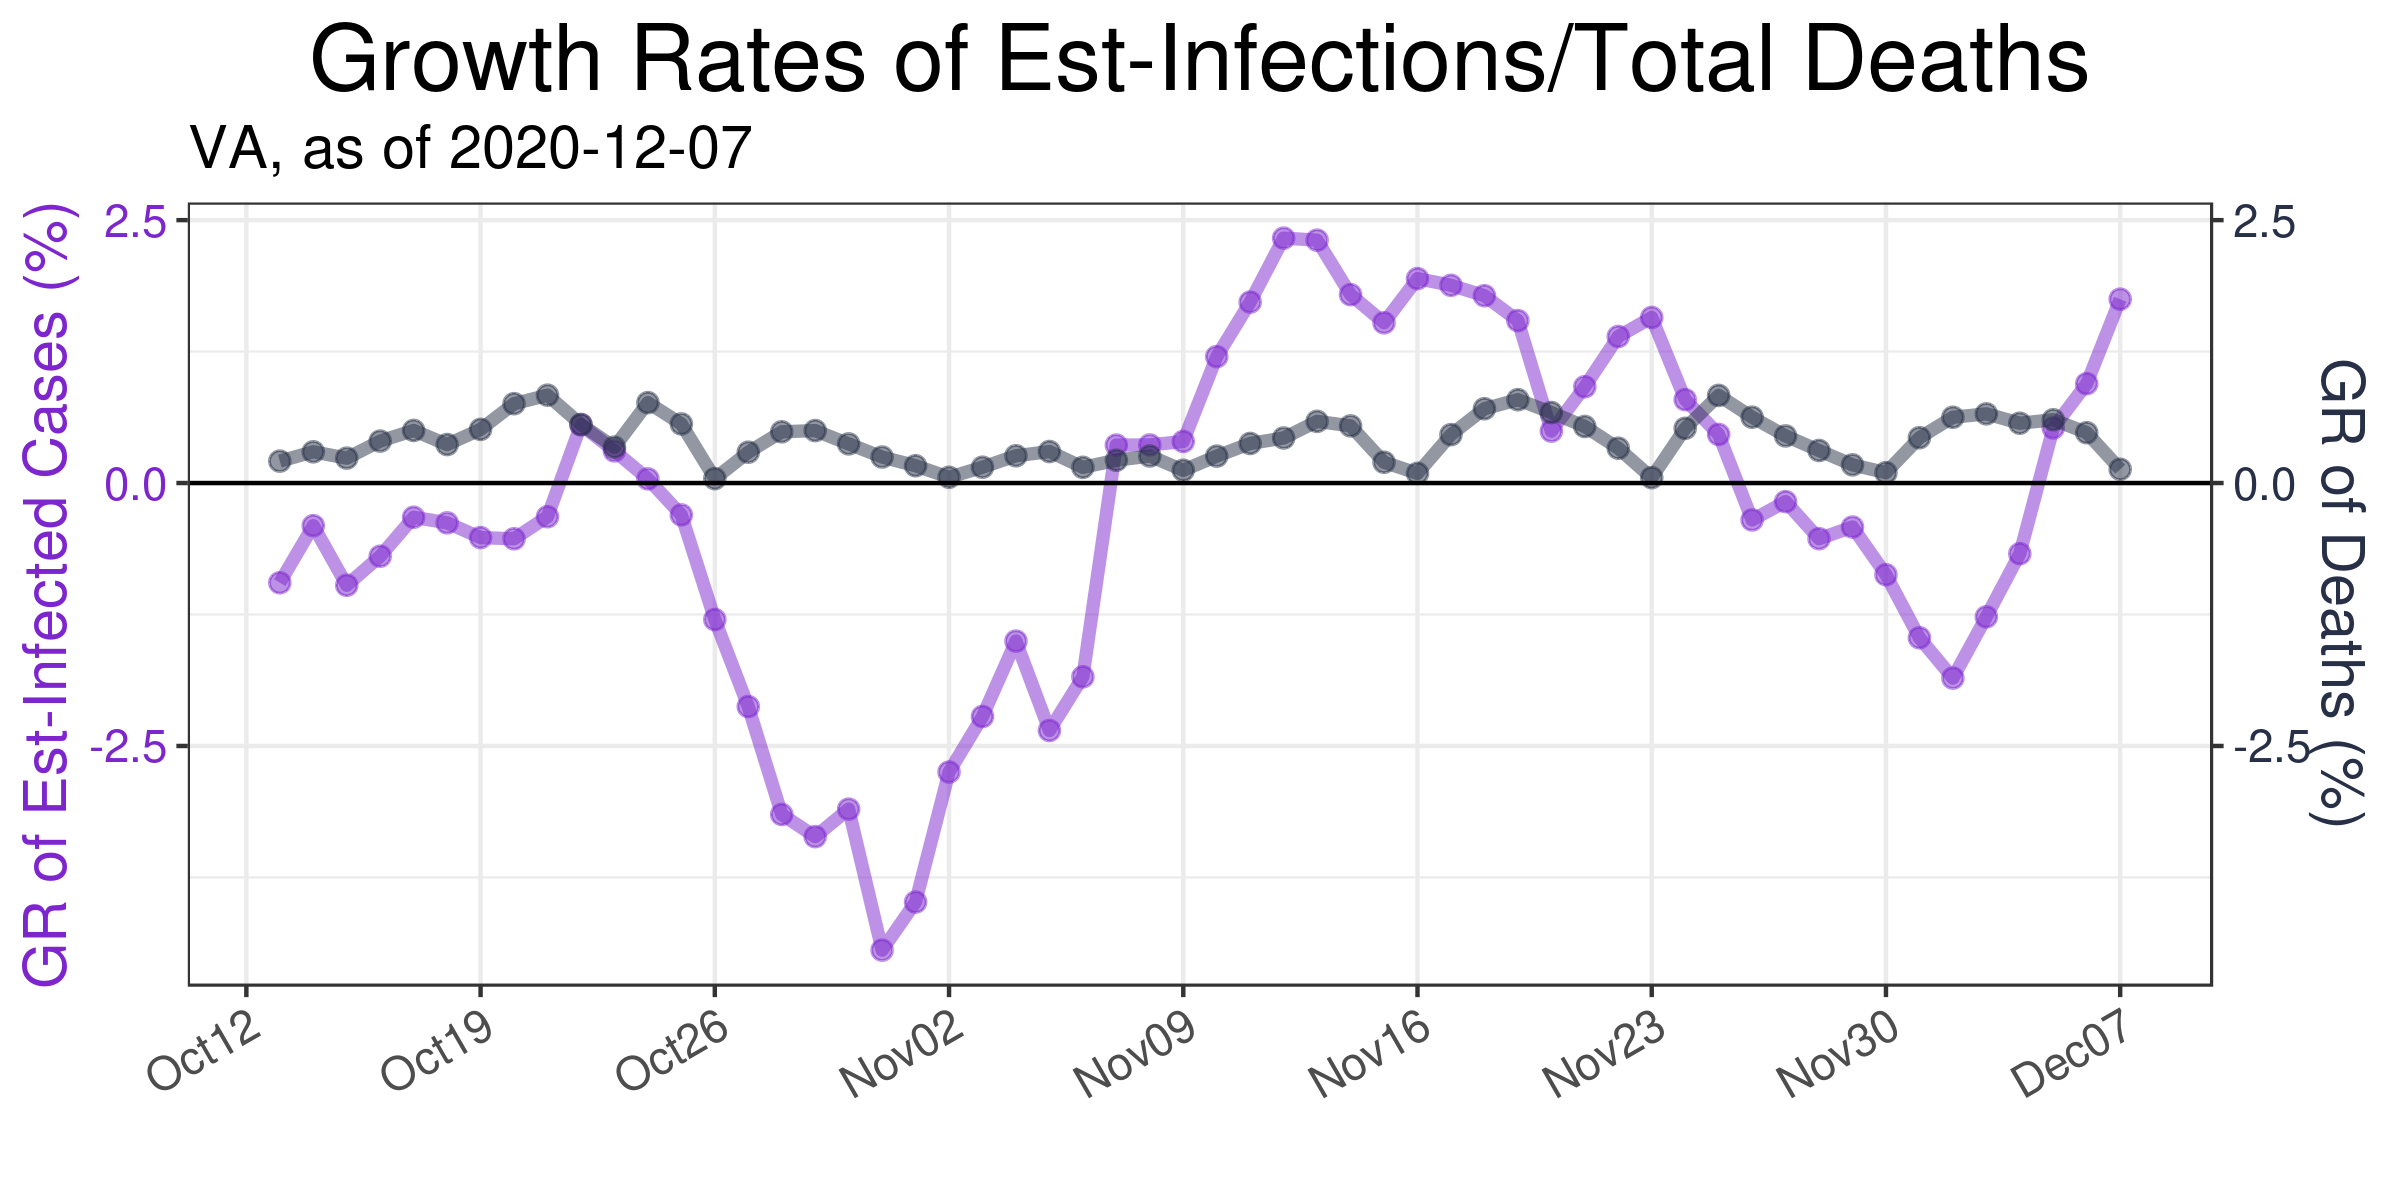 Growth Rates of Est-Infections/Total Deaths
VA, as of 2020-12-07
GR of Est-Infected Cases (%)
2.5
0.0
-2.5
2.5
0.0
-2.5
GR of Deaths (%)
Oct12
Oct19
Oct26
Nov02
Nov09
Nov16
Nov23
Nov30
Dec07